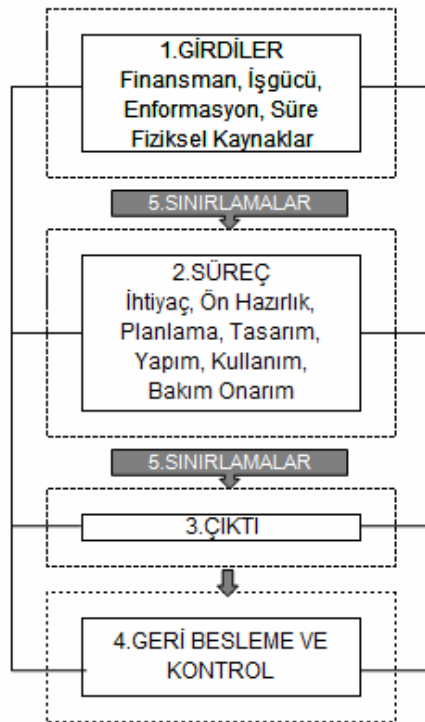 1.GİRDİLER
Finansman, İşgücü,
Enformasyon, Süre
Fiziksel Kaynaklar
5.SINIRLAMALAR
2.SÜREÇ
İhtiyaç, Ön Hazırlık,
Planlama, Tasarım,
Yapım, Kullanım,
Bakım Onarım
5.SINIRLAMALAR
3.ÇIKTI
4.GERİ BESLEME VE
KONTROL